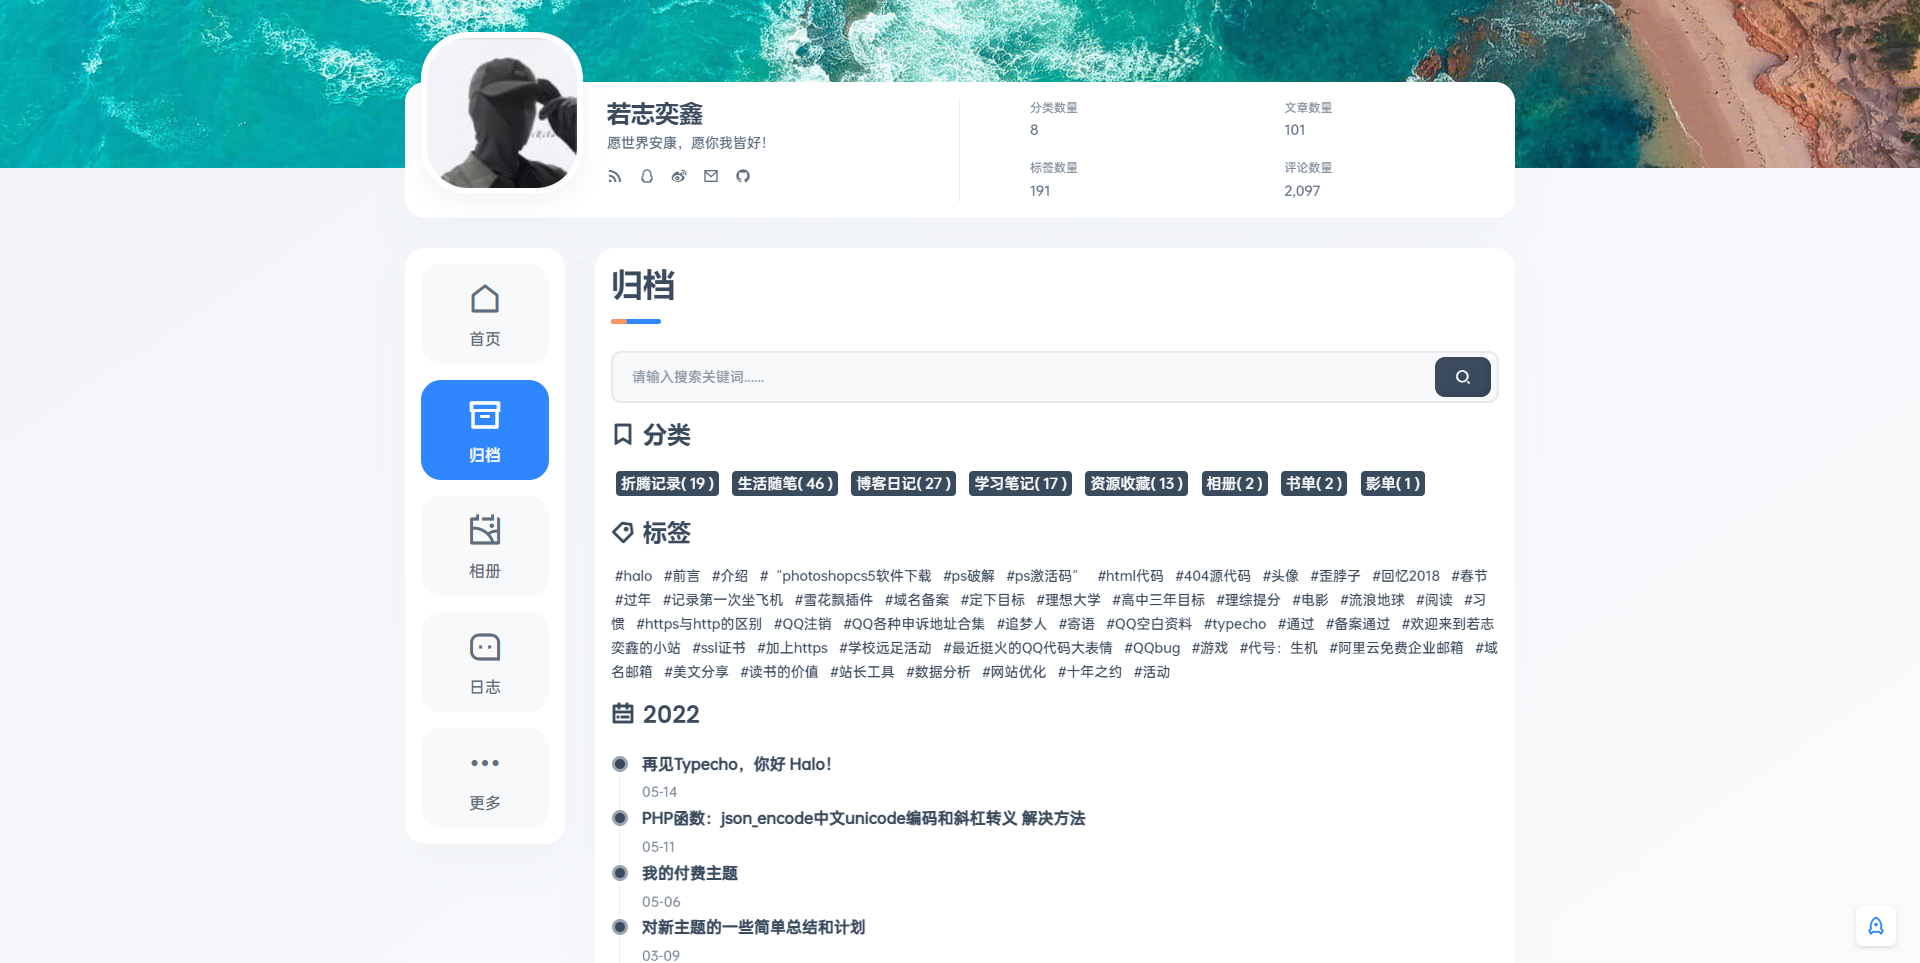 若志奕鑫
愿世界安康，愿你我皆好！
分类数量
8
文章数量
101
标签数量
191
评论数量
2,097
首页
归档
相册
日志
更多
归档
请输入搜索关键词......
分类
折腾记录( 19 ) 生活随笔( 46 ) 博客日记( 27 ) 学习笔记( 17 ) 资源收藏( 13 ) 相册( 2 ) 书单( 2 ) 影单( 1 )
标签
#halo #前言 #介绍 #“photoshopcs5软件下载 #ps破解 #ps激活码” #html代码 #404源代码 #头像 #歪脖子 #回忆2018 #春节
#过年 #记录第一次坐飞机 #雪花飘插件 #域名备案 #定下目标 #理想大学 #高中三年目标 #理综提分 #电影 #流浪地球 #阅读 #习
惯 #https与http的区别 #QQ注销 #QQ各种申诉地址合集 #追梦人 #寄语 #QQ空白资料 #typecho #通过 #备案通过 #欢迎来到若志
奕鑫的小站 #ssl证书 #加上https #学校远足活动 #最近挺火的QQ代码大表情 #QQbug #游戏 #代号：生机 #阿里云免费企业邮箱 #域
名邮箱 #美文分享 #读书的价值 #站长工具 #数据分析 #网站优化 #十年之约 #活动
2022
再见Typecho，你好 Halo！
05-14
PHP函数：json_encode中文unicode编码和斜杠转义 解决方法
05-11
我的付费主题
05-06
对新主题的一些简单总结和计划
03-09